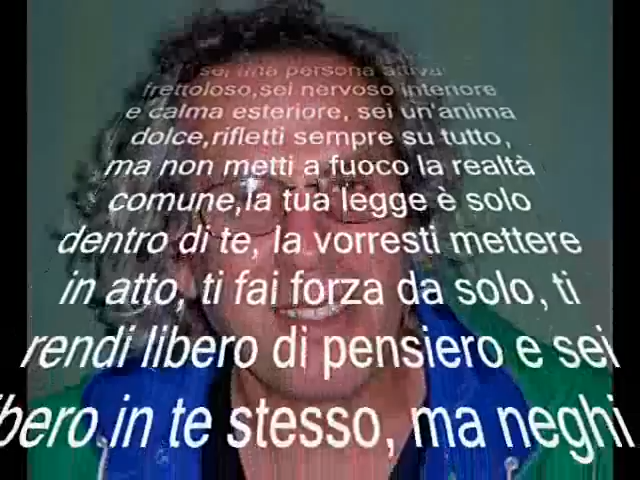 sei una persona attiva
frettoloso,sei nervoso interiore
e calma esteriore, sei un'anima
dolce,rifletti sempre su tutto,
ma non metti a fuoco la realtà
comune,la tua legge è solo
dentro di te, la vorresti mettere
in atto, ti fai forza da solo, ti
rendi libero di pensiero e sei
ibero in te stesso, ma neghi